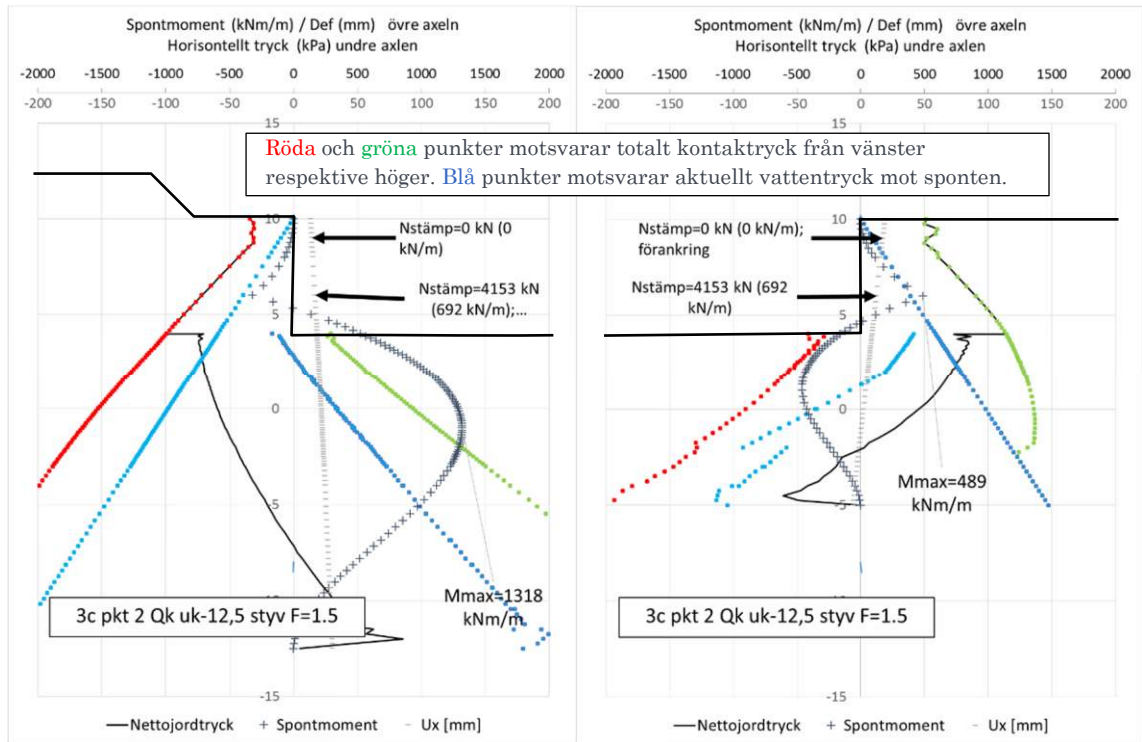 Spontmoment (kNm/m) / Def (mm) övre axeln
Horisontellt tryck (kPa) undre axlen
-2000 -1500 -1000 -500 0 500 1000 1500 2000
-200 -150 -100 -50 0 50 100 150 200
15
10
5
0
-5
-10
-15
Nstämp=0 kN (0
kN/m)
Nstämp=4153 kN
(692 kN/m);...
Mmax=1318
kNm/m
3c pkt 2 Qk uk-12,5 styv F=1.5
Nettojordtryck Spontmoment Ux [mm]
Röda och gröna punkter motsvarar totalt kontaktryck från vänster
respektive höger. Blå punkter motsvarar aktuellt vattentryck mot sponten.
Spontmoment (kNm/m) / Def (mm) övre axeln
Horisontellt tryck (kPa) undre axlen
-2000 -1500 -1000 -500 0 500 1000 1500 2000
-100 -50 0 50 100 150 200
15
10
5
0
-5
-10
-15
Nstämp=0 kN (0 kN/m);
förankring
Nstämp=4153 kN (692
kN/m)
Mmax=489
kNm/m
3c pkt 2 Qk uk-12,5 styv F=1.5
Nettojordtryck Spontmoment Ux [mm]